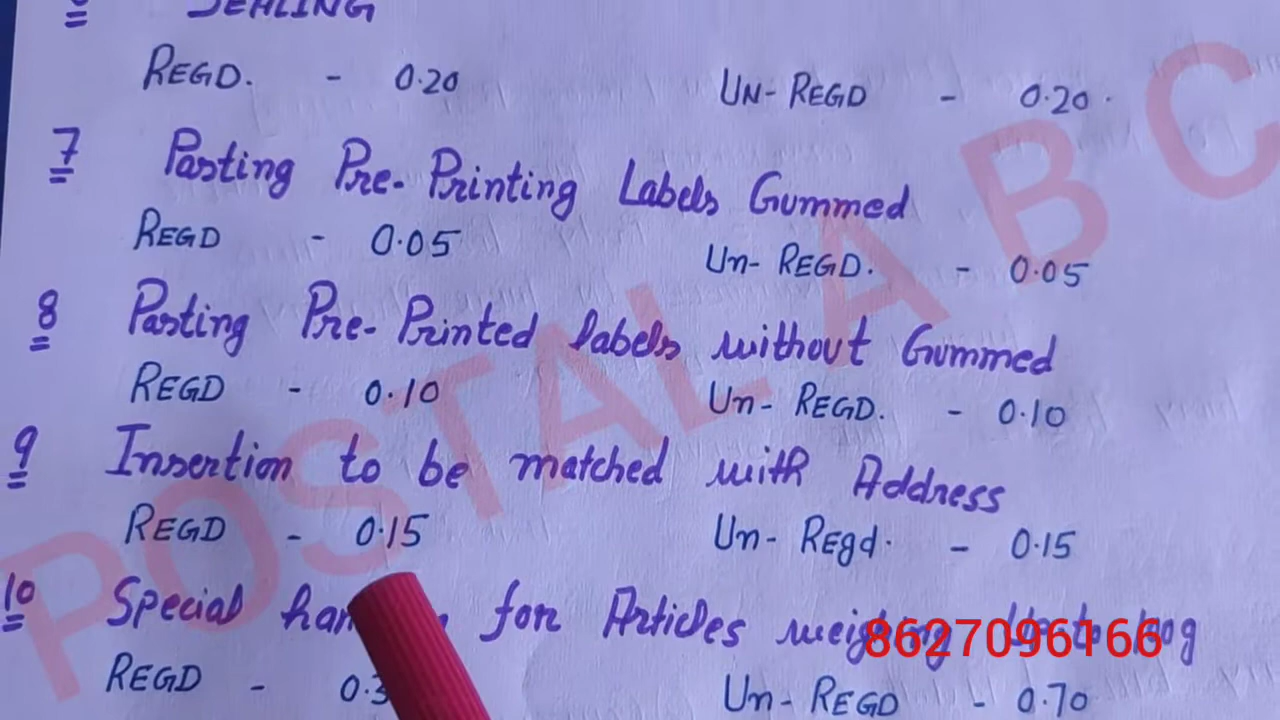 SEALING
REGD. - 0.20 UN-REGD - 0.20
7 Pasting Pre-Printing Labels Gummed
REGD - 0.05 Un-REGD. - 0.05
8 Pasting Pre-Printed labels without Gummed
REGD - 0.10 Un-REGD. - 0.10
9 Insertion to be matched with Address
REGD - 0.15 Un-Regd. - 0.15
10 Special for Articles weighing
8627096166
REGD - Un-REGD - 0.70
POSTAL ABC